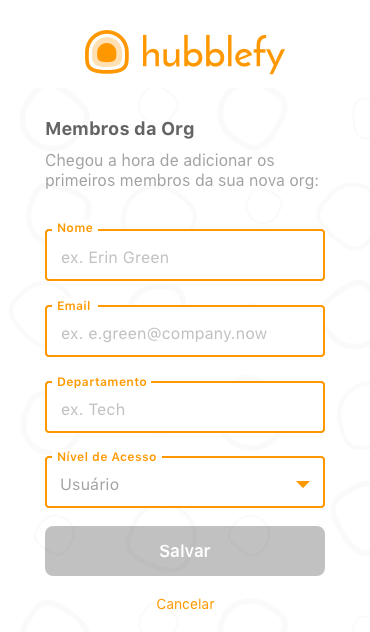 hubblefy
Membros da Org
Chegou a hora de adicionar os
primeiros membros da sua nova org:
Nome
ex. Erin Green
Email
ex. e.green@company.now
Departamento
ex. Tech
Nível de Acesso
Usuário
Salvar
Cancelar